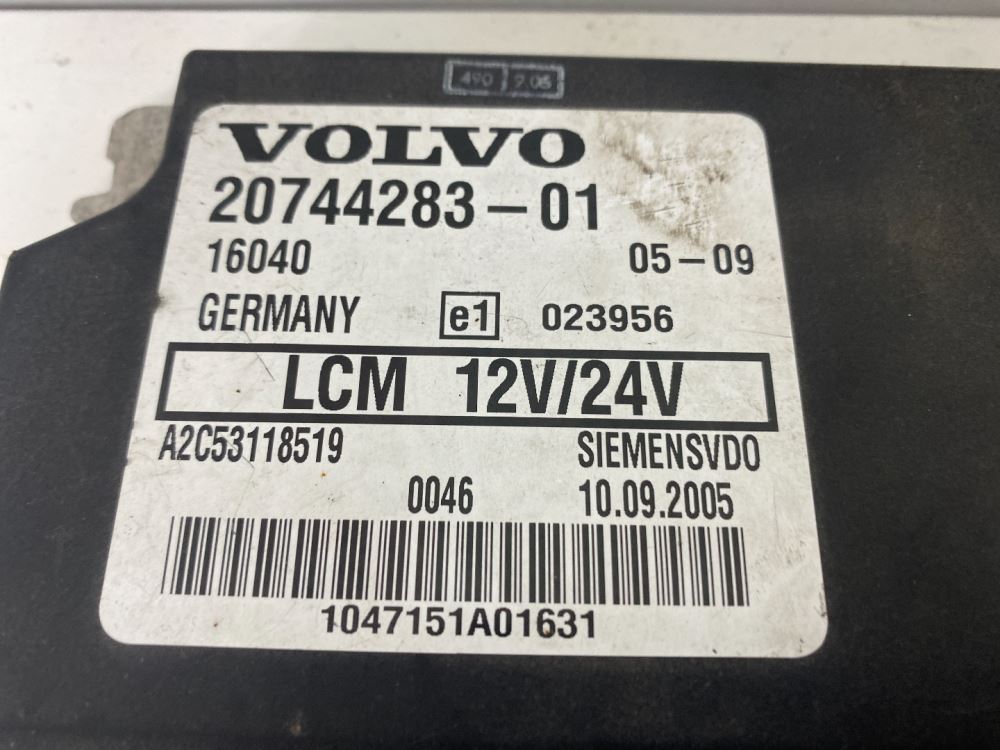 490 9.05
VOLVO
20744283-01
16040 05-09
GERMANY e1 023956
LCM 12V/24V
A2C53118519 SIEMENSVDO
0046 10.09.2005
1047151A01631